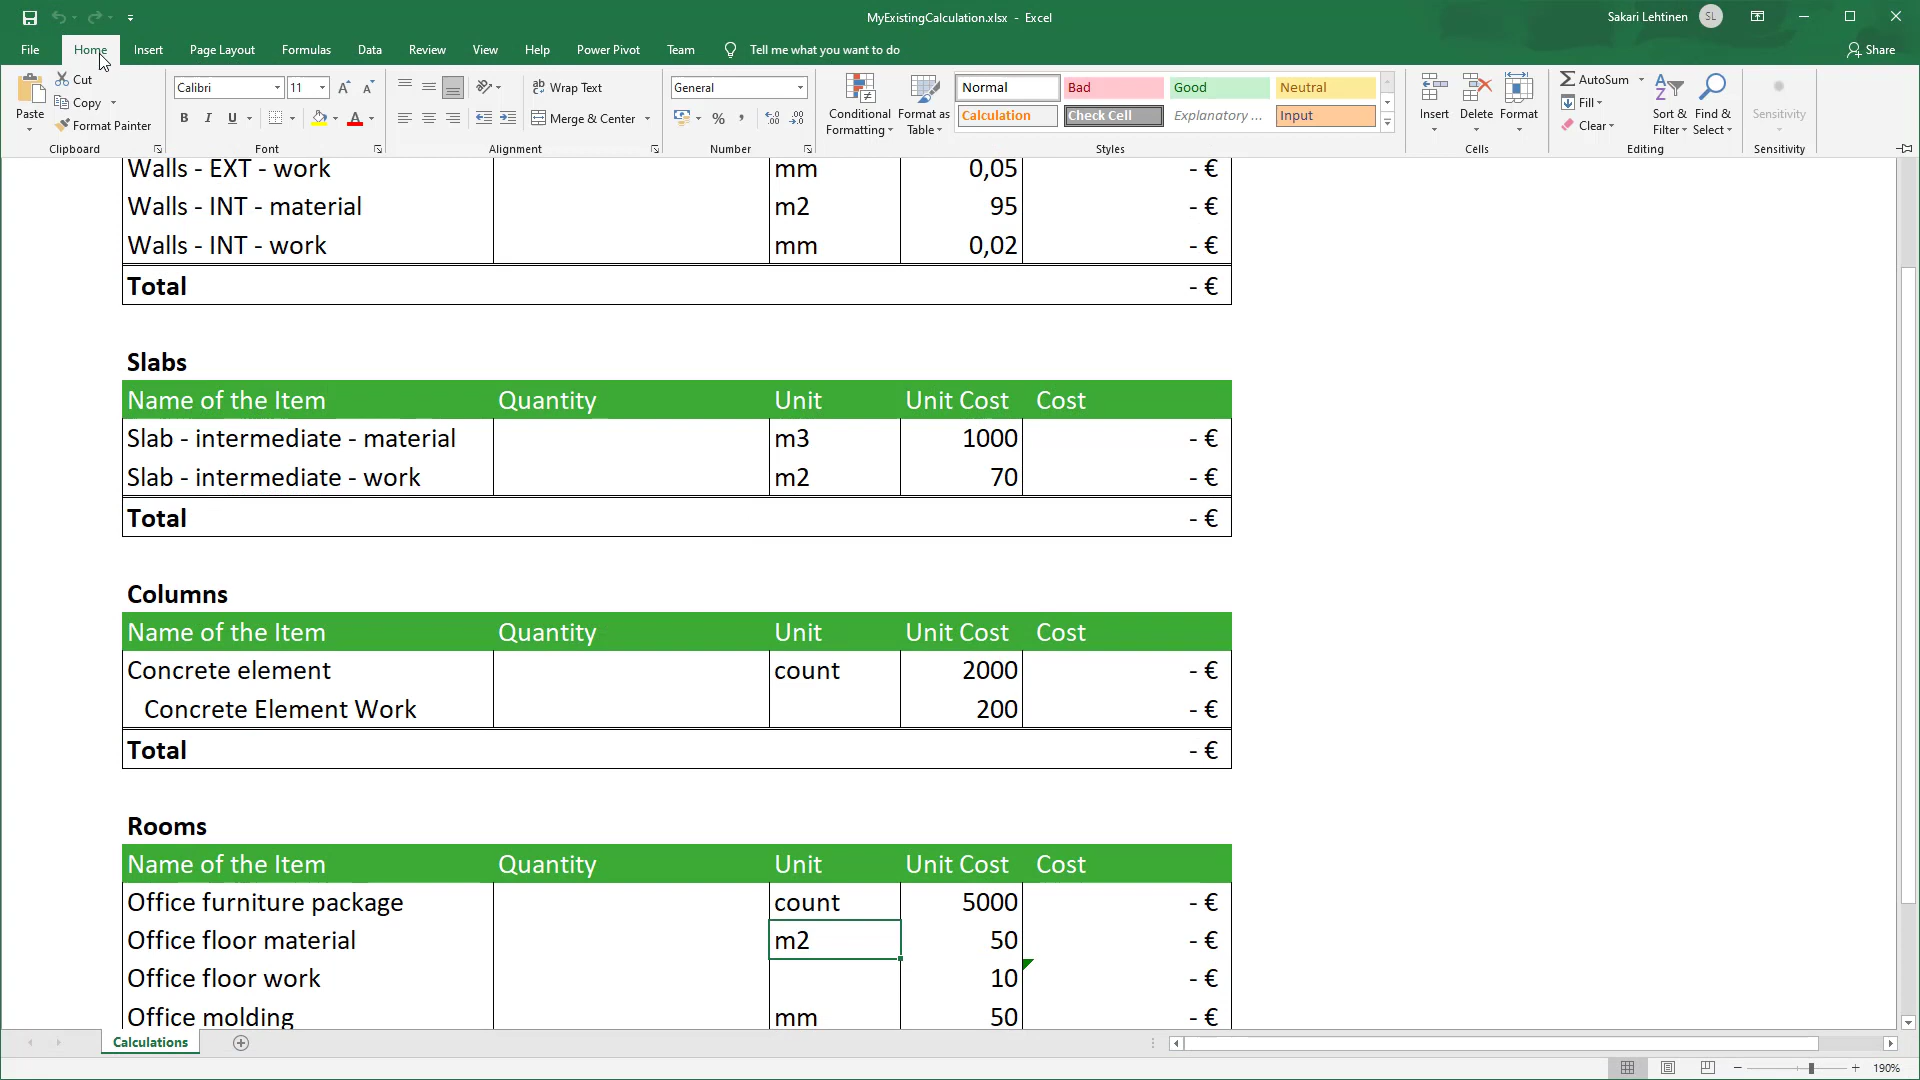 MyExistingCalculation.xlsx - Excel
Sakari Lehtinen SL
File Home Insert Page Layout Formulas Data Review View Help Power Pivot Team Tell me what you want to do Share
Paste
Cut
Copy
Format Painter
Clipboard
Calibri 11
B I U
Font
Wrap Text
Merge & Center
Alignment
General
Number
Conditional Formatting
Format as Table
Normal Bad Good Neutral
Calculation Check Cell Explanatory ... Input
Styles
Insert Delete Format
Cells
AutoSum
Fill
Clear
Sort & Filter
Find & Select
Editing
Sensitivity
Sensitivity
Walls - EXT - work mm 0,05 - €
Walls - INT - material m2 95 - €
Walls - INT - work mm 0,02 - €
Total - €
Slabs
Name of the Item Quantity Unit Unit Cost Cost
Slab - intermediate - material m3 1000 - €
Slab - intermediate - work m2 70 - €
Total - €
Columns
Name of the Item Quantity Unit Unit Cost Cost
Concrete element count 2000 - €
Concrete Element Work 200 - €
Total - €
Rooms
Name of the Item Quantity Unit Unit Cost Cost
Office furniture package count 5000 - €
Office floor material m2 50 - €
Office floor work 10 - €
Office molding mm 50 - €
Calculations
190%